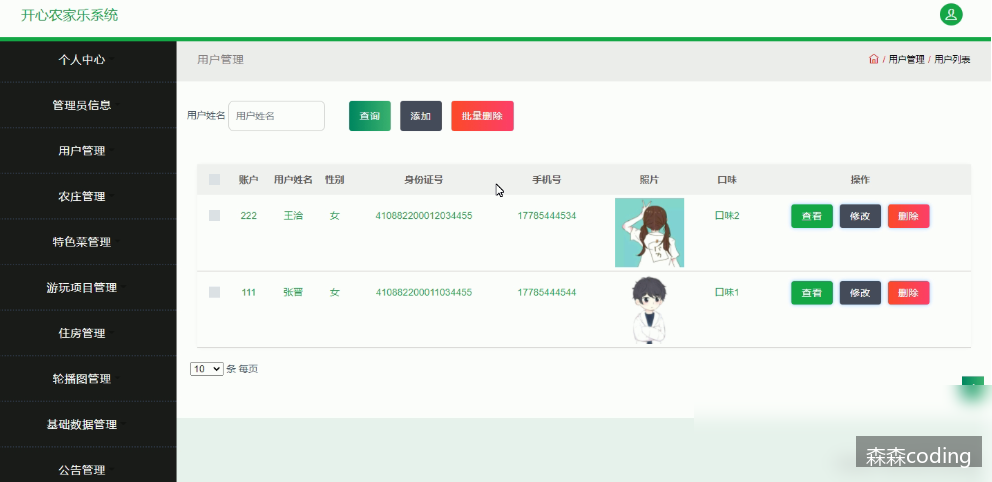 开心农家乐系统
个人中心
管理员信息
用户管理
农庄管理
特色菜管理
游玩项目管理
住房管理
轮播图管理
基础数据管理
公告管理
用户管理
/ 用户管理 / 用户列表
用户姓名 用户姓名 查询 添加 批量删除
账户 用户姓名 性别 身份证号 手机号 照片 口味 操作
222 王洽 女 410882200012034455 17785444534 口味2 查看 修改 删除
111 张晋 女 410882200011034455 17785444544 口味1 查看 修改 删除
10 条 每页
森森coding